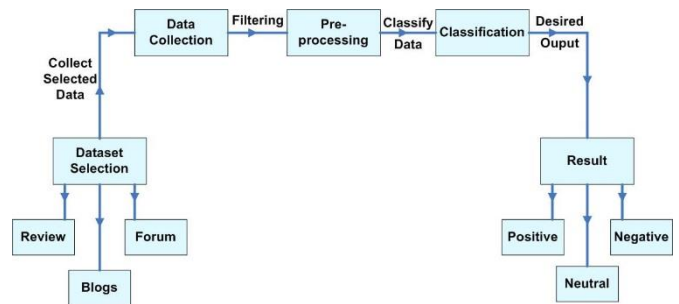 Data
Collection
Filtering
Pre-
processing
Classify
Data
Classification
Desired
Ouput
Collect
Selected
Data
Dataset
Selection
Result
Review
Forum
Positive
Negative
Blogs
Neutral